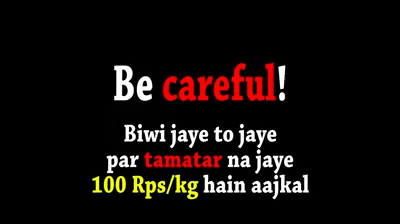 Be careful!
Biwi jaye to jaye
par tamatar na jaye
100 Rps/kg hain aajkal